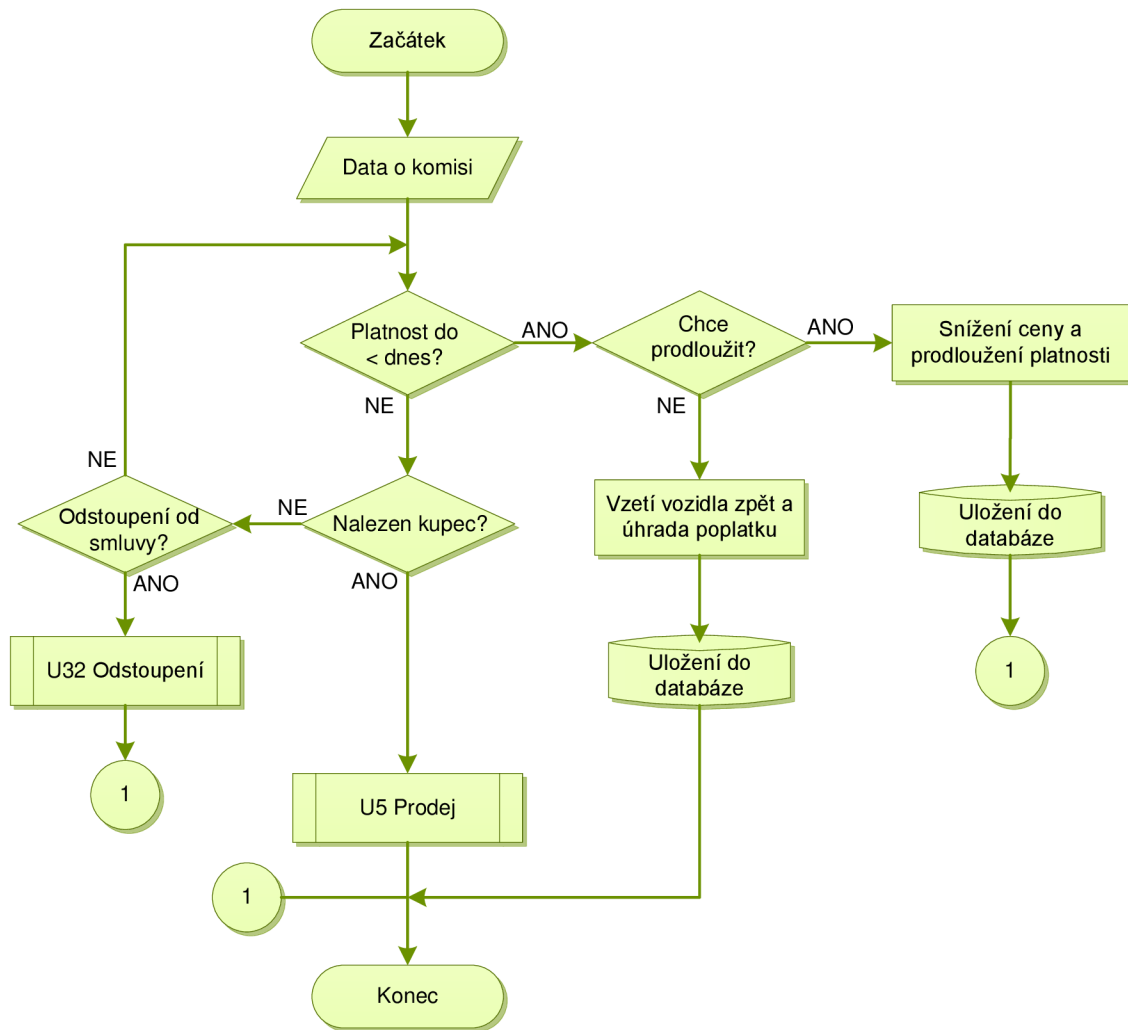 Začátek
Data o komisi
Platnost do
< dnes?
ANO
Chce
prodloužit?
ANO
Snížení ceny a
prodloužení platnosti
NE
NE
NE
Odstoupení od
smluvy?
NE
Nalezen kupec?
Vzetí vozidla zpět a
úhrada poplatku
Uložení do
databáze
ANO
ANO
U32 Odstoupení
Uložení do
databáze
1
1
U5 Prodej
1
Konec